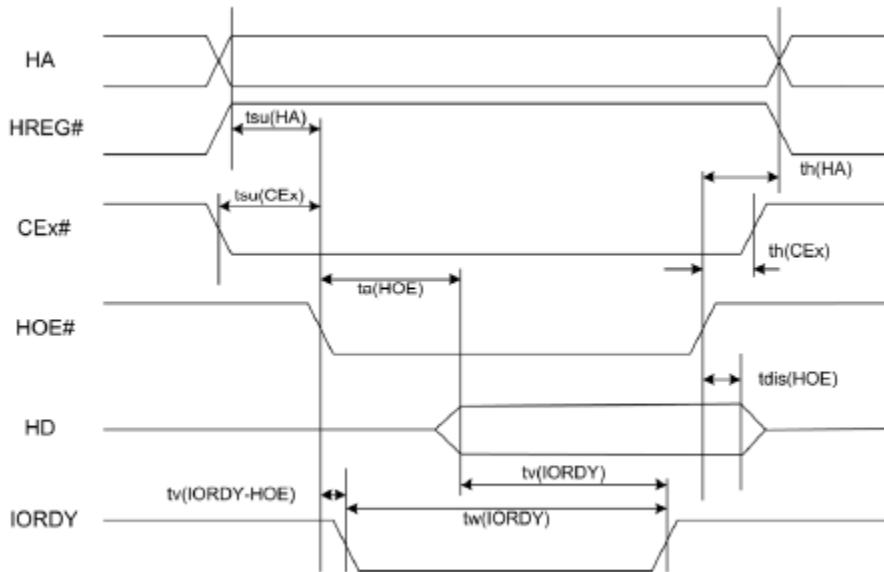 HA
tsu(HA)
HREG#
th(HA)
tsu(CEx)
CEx#
th(CEx)
ta(HOE)
HOE#
tdis(HOE)
HD
tv(IORDY)
tv(IORDY-HOE)
tw(IORDY)
IORDY